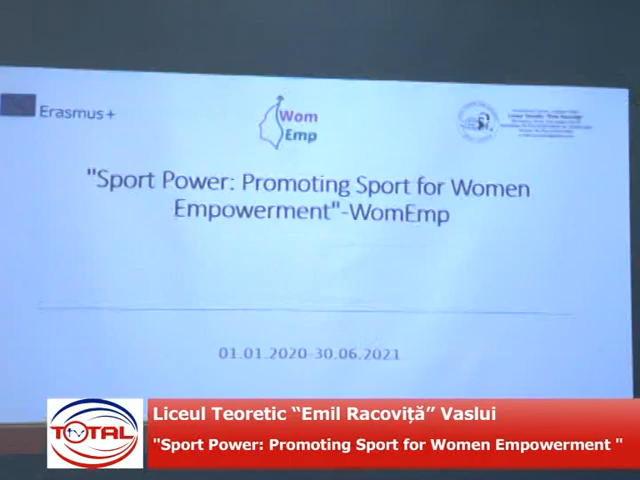 Erasmus+
Wom
Emp
"Sport Power: Promoting Sport for Women
Empowerment"-WomEmp
01.01.2020-30.06.2021
TOTAL
tv
Liceul Teoretic “Emil Racoviță” Vaslui
"Sport Power: Promoting Sport for Women Empowerment "